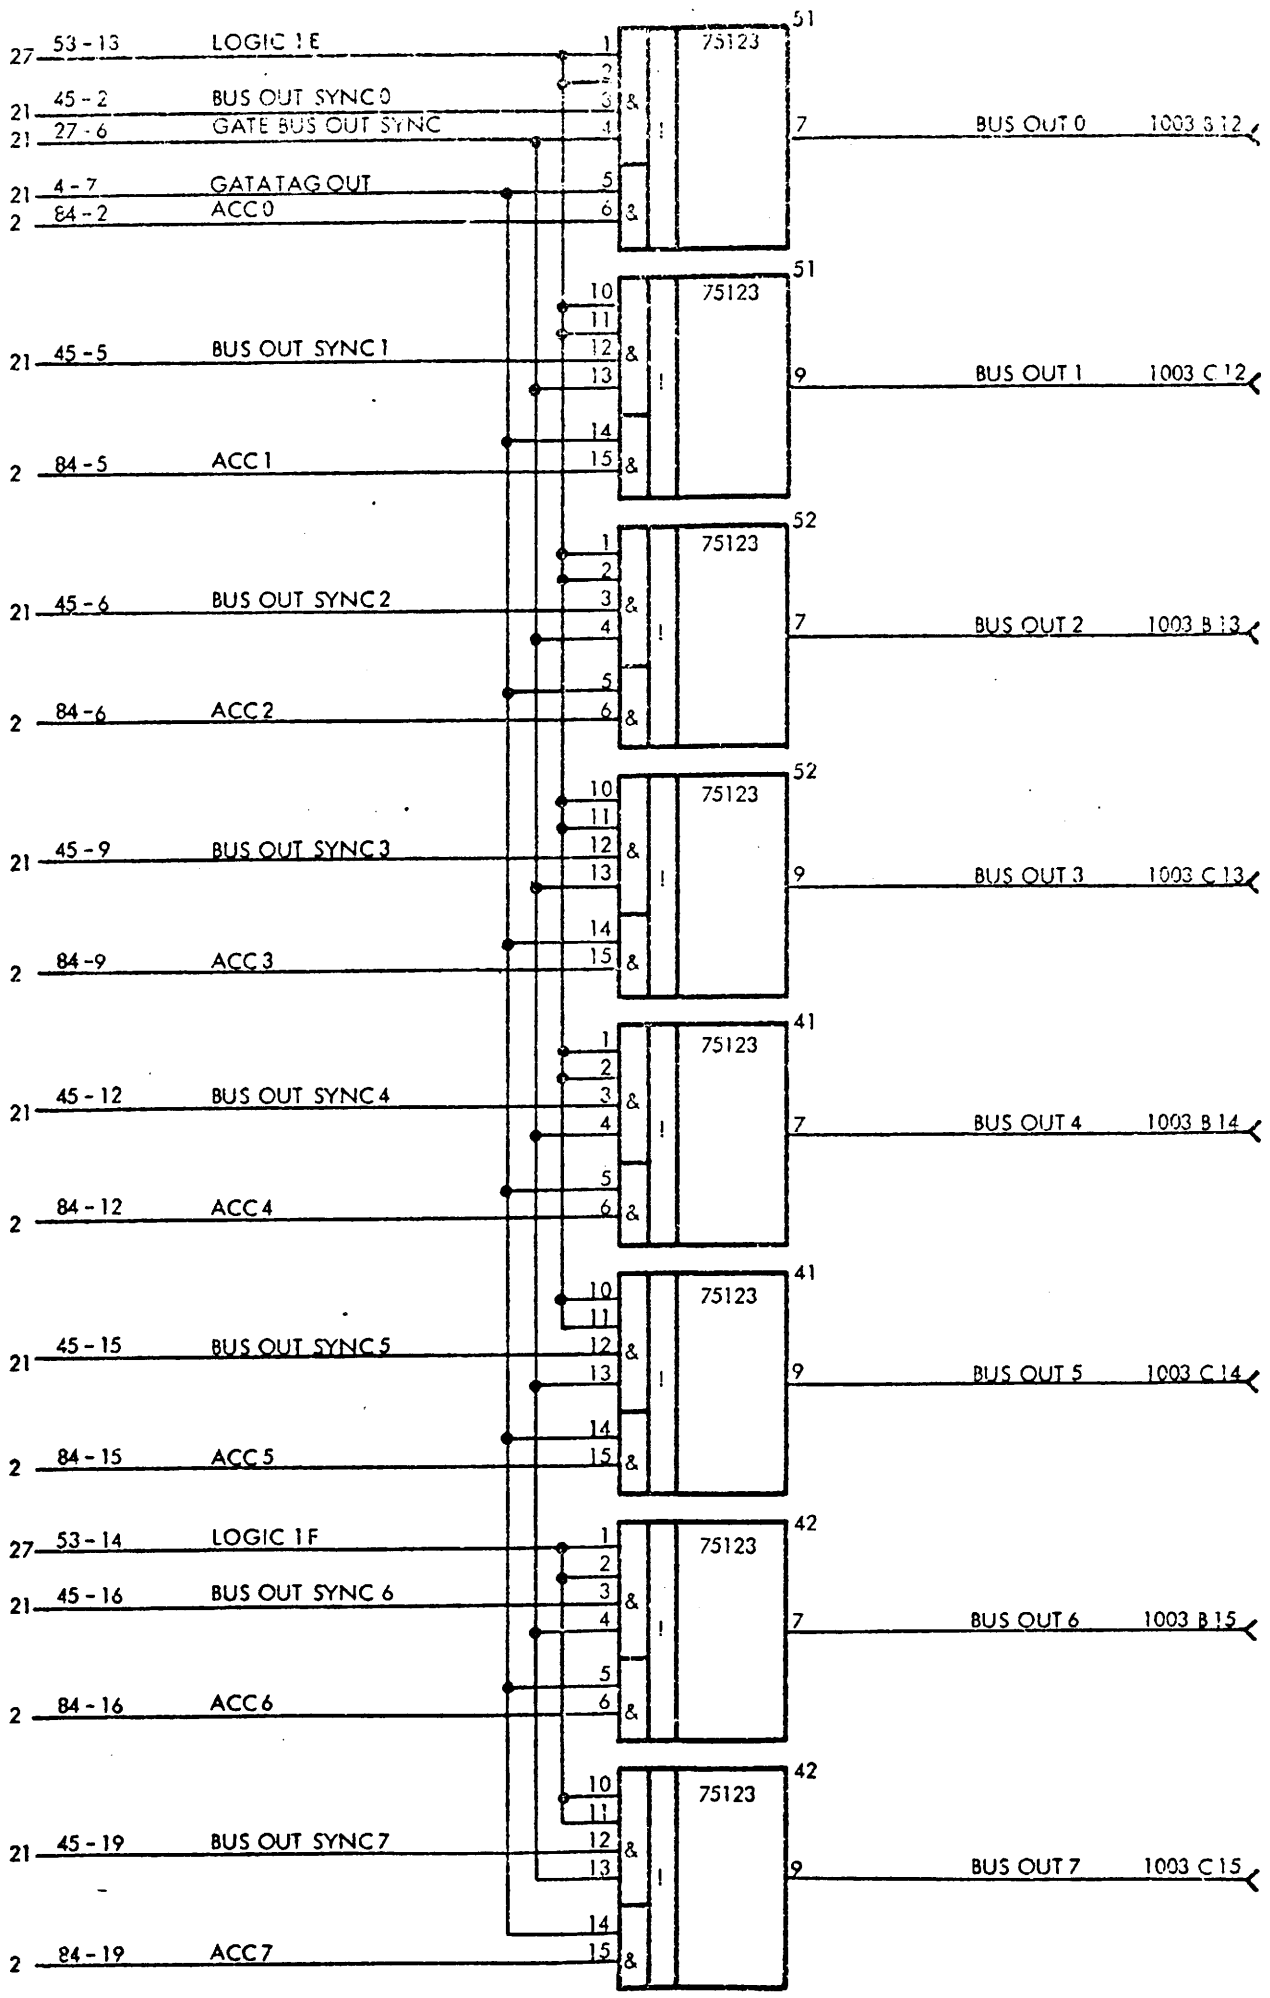 51
27 53-13 LOGIC 1E 1 75123
2
21 45-2 BUS OUT SYNC 0 3 &
21 27-6 GATE BUS OUT SYNC 4 ! 7 BUS OUT 0 1003 B12
21 4-7 GATATAG OUT 5
2 84-2 ACC 0 6 &
51
10 75123
11
21 45-5 BUS OUT SYNC 1 12 &
13 ! 9 BUS OUT 1 1003 C12
14
2 84-5 ACC 1 15 &
52
1 75123
2
21 45-6 BUS OUT SYNC 2 3 &
4 ! 7 BUS OUT 2 1003 B13
5
2 84-6 ACC 2 6 &
52
10 75123
11
21 45-9 BUS OUT SYNC 3 12 &
13 ! 9 BUS OUT 3 1003 C13
14
2 84-9 ACC 3 15 &
41
1 75123
2
21 45-12 BUS OUT SYNC 4 3 &
4 ! 7 BUS OUT 4 1003 B14
5
2 84-12 ACC 4 6 &
41
10 75123
11
21 45-15 BUS OUT SYNC 5 12 &
13 ! 9 BUS OUT 5 1003 C14
14
2 84-15 ACC 5 15 &
42
27 53-14 LOGIC 1F 1 75123
2
21 45-16 BUS OUT SYNC 6 3 &
4 ! 7 BUS OUT 6 1003 B15
5
2 84-16 ACC 6 6 &
42
10 75123
11
21 45-19 BUS OUT SYNC 7 12 &
13 ! 9 BUS OUT 7 1003 C15
14
2 84-19 ACC 7 15 &